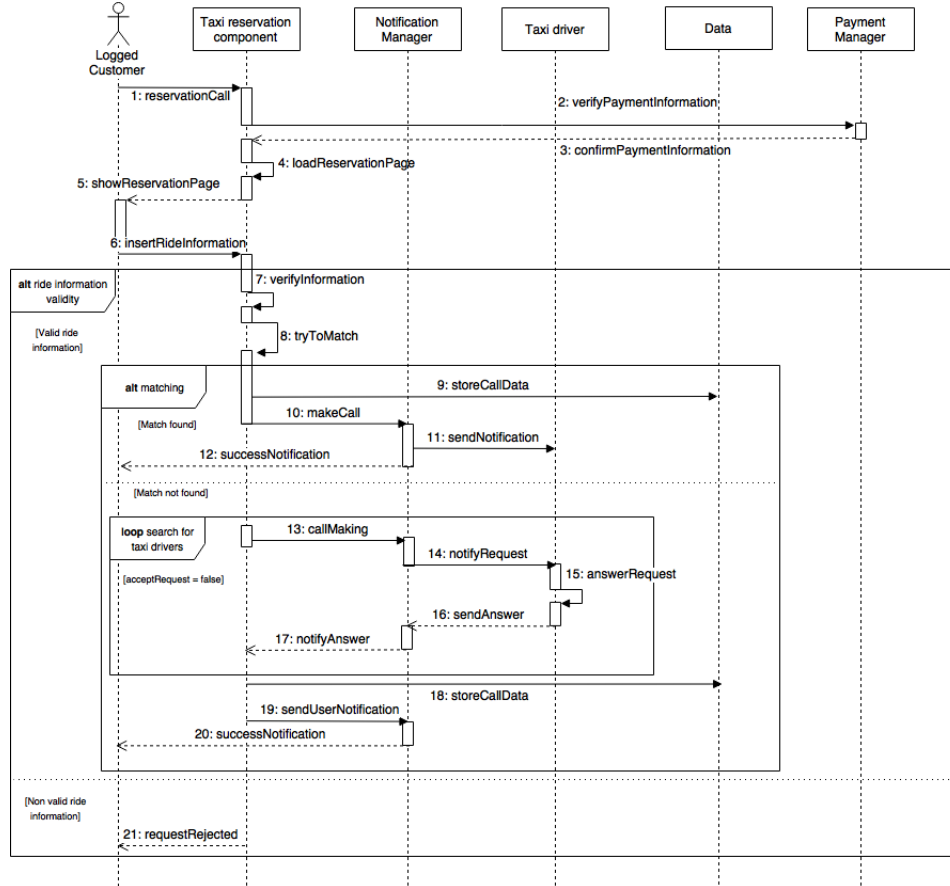 Logged
Customer
Taxi reservation
component
Notification
Manager
Taxi driver
Data
Payment
Manager
1: reservationCall
2: verifyPaymentInformation
3: confirmPaymentInformation
4: loadReservationPage
5: showReservationPage
6: insertRideInformation
alt ride information
validity
7: verifyInformation
[Valid ride
information]
8: tryToMatch
alt matching
9: storeCallData
[Match found]
10: makeCall
11: sendNotification
12: successNotification
[Match not found]
loop search for
taxi drivers
13: callMaking
14: notifyRequest
[acceptRequest = false]
15: answerRequest
16: sendAnswer
17: notifyAnswer
18: storeCallData
19: sendUserNotification
20: successNotification
[Non valid ride
information]
21: requestRejected